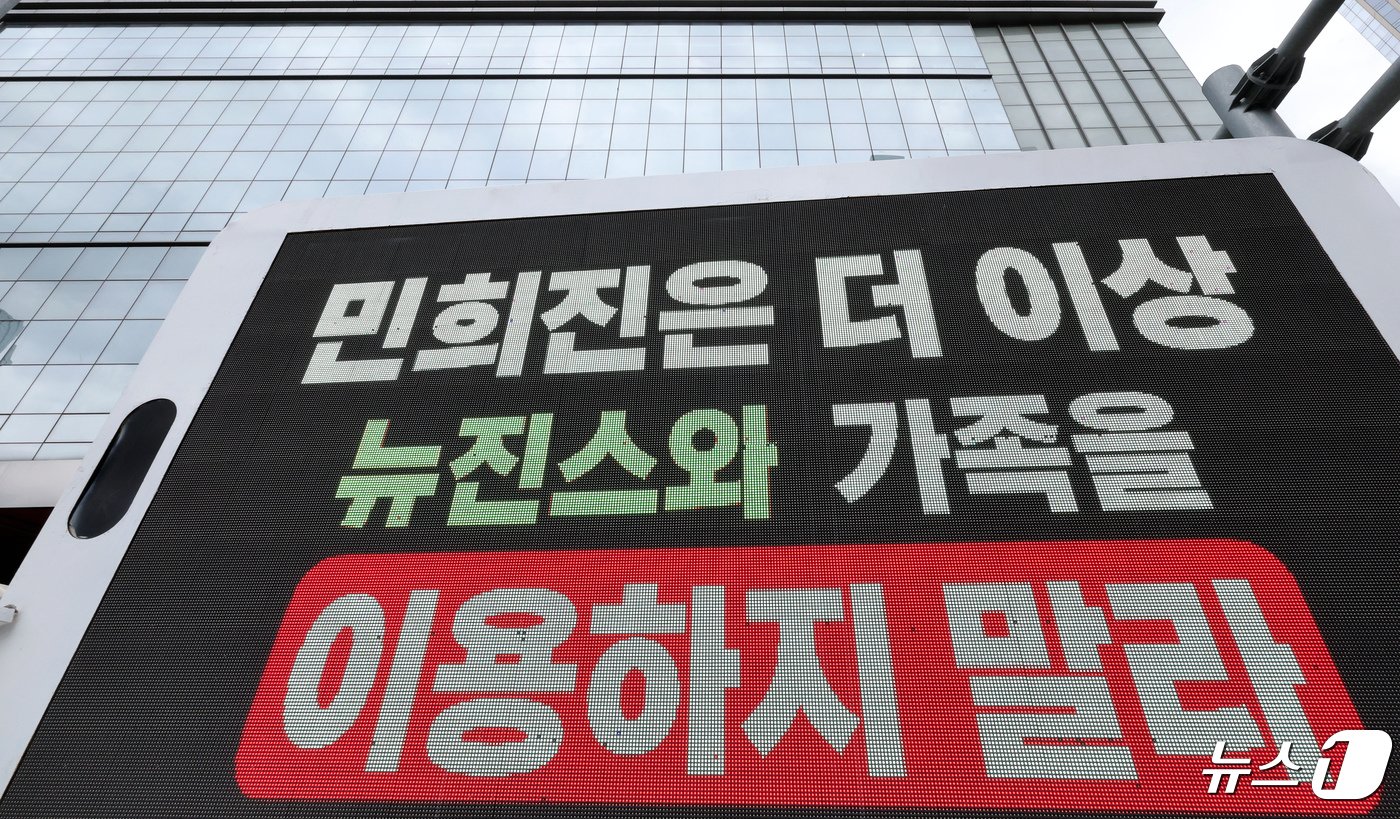 민희진은 더 이상
뉴진스와 가족을
이용하지 말라
뉴스1